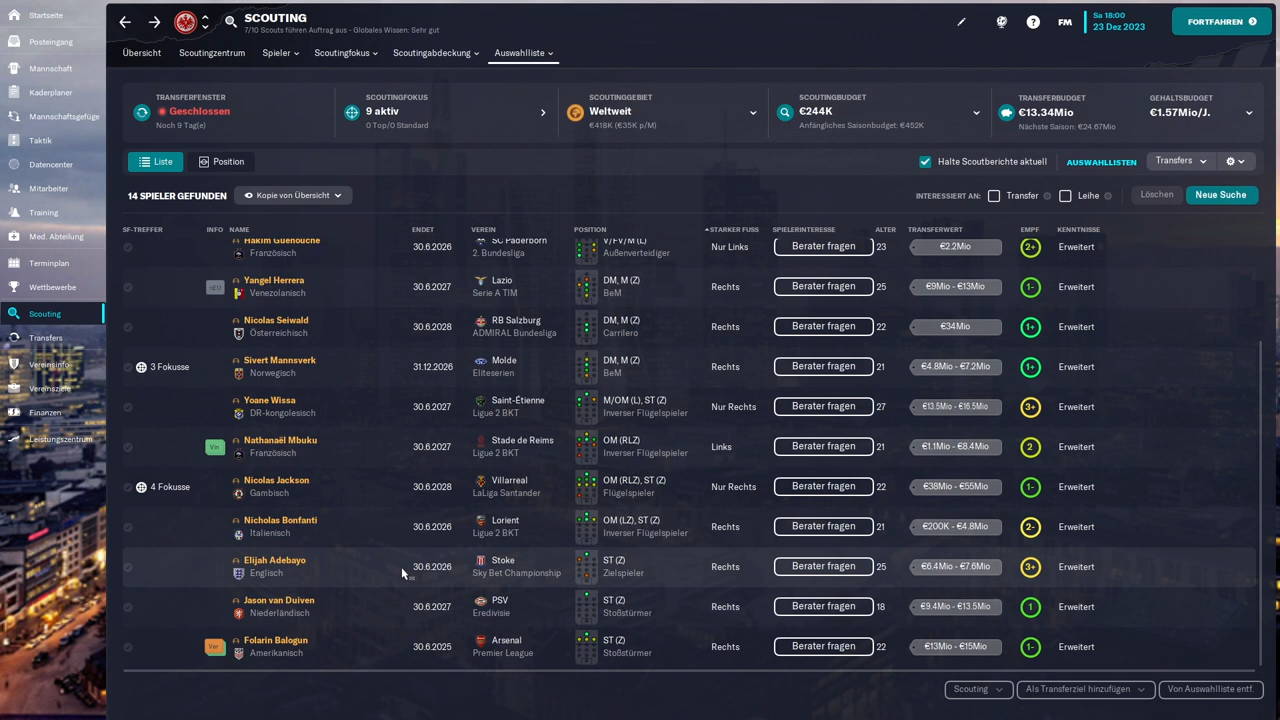 Startseite
Posteingang
Mannschaft
Kaderplaner
Mannschaftsgefüge
Taktik
Datencenter
Mitarbeiter
Training
Med. Abteilung
Terminplan
Wettbewerbe
Scouting
Transfers
Vereinsinfo
Vereinsziele
Finanzen
Leistungszentrum
SCOUTING
7/10 Scouts führen Auftrag aus - Globales Wissen: Sehr gut
FM
Sa 18:00
23 Dez 2023
FORTFAHREN
Übersicht
Scoutingzentrum
Spieler
Scoutingfokus
Scoutingabdeckung
Auswahlliste
TRANSFERFENSTER
Geschlossen
Noch 9 Tag(e)
SCOUTINGFOKUS
9 aktiv
0 Top/0 Standard
SCOUTINGGEBIET
Weltweit
€418K (€35K p/M)
SCOUTINGBUDGET
€244K
Anfängliches Saisonbudget: €452K
TRANSFERBUDGET
€13.34Mio
Nächste Saison: €24.67Mio
GEHALTSBUDGET
€1.57Mio/J.
Liste
Position
Halte Scoutberichte aktuell
AUSWAHLLISTEN
Transfers
14 SPIELER GEFUNDEN
Kopie von Übersicht
INTERESSIERT AN:
Transfer
Leihe
Löschen
Neue Suche
SF-TREFFER INFO NAME ENDET VEREIN POSITION STARKER FUSS SPIELERINTERESSE ALTER TRANSFERWERT EMPF KENNTNISSE
Hakim Guenouche SC Paderborn V/FV/M (L)
Nur Links Berater fragen 23 €2.2Mio 2+ Erweitert
Französisch 30.6.2026 2. Bundesliga Außenverteidiger
Yangel Herrera Lazio DM, M (Z)
nEU 30.6.2027 Rechts Berater fragen 25 €9Mio - €13Mio 1- Erweitert
Venezolanisch Serie A TIM BeM
Nicolas Seiwald RB Salzburg DM, M (Z)
30.6.2028 Rechts Berater fragen 22 €34Mio 1+ Erweitert
Österreichisch ADMIRAL Bundesliga Carrilero
Sivert Mannsverk Molde DM, M (Z)
3 Fokusse 31.12.2026 Rechts Berater fragen 21 €4.8Mio - €7.2Mio 1+ Erweitert
Norwegisch Eliteserien BeM
Yoane Wissa Saint-Étienne M/OM (L), ST (Z)
30.6.2027 Nur Rechts Berater fragen 27 €13.5Mio - €16.5Mio 3+ Erweitert
DR-kongolesisch Ligue 2 BKT Inverser Flügelspieler
Nathanaël Mbuku Stade de Reims OM (RLZ)
Vin 30.6.2027 Links Berater fragen 21 €1.1Mio - €8.4Mio 2 Erweitert
Französisch Ligue 2 BKT Inverser Flügelspieler
Nicolas Jackson Villarreal OM (RLZ), ST (Z)
4 Fokusse 30.6.2028 Nur Rechts Berater fragen 22 €38Mio - €55Mio 1- Erweitert
Gambisch LaLiga Santander Flügelspieler
Nicholas Bonfanti Lorient OM (LZ), ST (Z)
30.6.2026 Rechts Berater fragen 21 €200K - €4.8Mio 2- Erweitert
Italienisch Ligue 2 BKT Inverser Flügelspieler
Elijah Adebayo Stoke ST (Z)
30.6.2026 Rechts Berater fragen 25 €6.4Mio - €7.6Mio 3+ Erweitert
Englisch Sky Bet Championship Zielspieler
Jason van Duiven PSV ST (Z)
30.6.2027 Rechts Berater fragen 18 €9.4Mio - €13.5Mio 1 Erweitert
Niederländisch Eredivisie Stoßstürmer
Folarin Balogun Arsenal ST (Z)
Ver 30.6.2025 Rechts Berater fragen 22 €13Mio - €15Mio 1- Erweitert
Amerikanisch Premier League Stoßstürmer
Scouting
Als Transferziel hinzufügen
Von Auswahlliste entf.